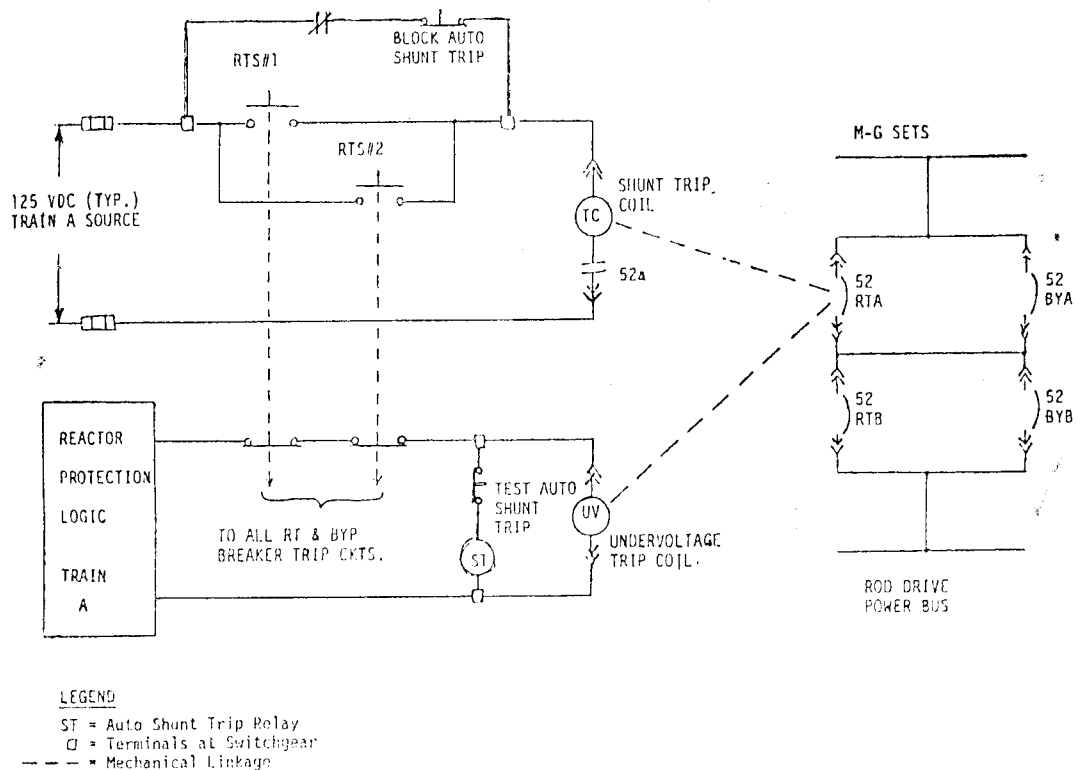 BLOCK AUTO
SHUNT TRIP
RTS#1
RTS#2
125 VDC (TYP.)
TRAIN A SOURCE
SHUNT TRIP
COIL
TC
52a
M-G SETS
52
RTA
52
BYA
52
RTB
52
BYB
REACTOR
PROTECTION
LOGIC
TRAIN
A
TO ALL RT & BYP
BREAKER TRIP CKTS.
TEST AUTO
SHUNT
TRIP
ST
UV
UNDERVOLTAGE
TRIP COIL.
ROD DRIVE
POWER BUS
LEGEND
ST = Auto Shunt Trip Relay
= Terminals at Switchgear
= Mechanical Linkage